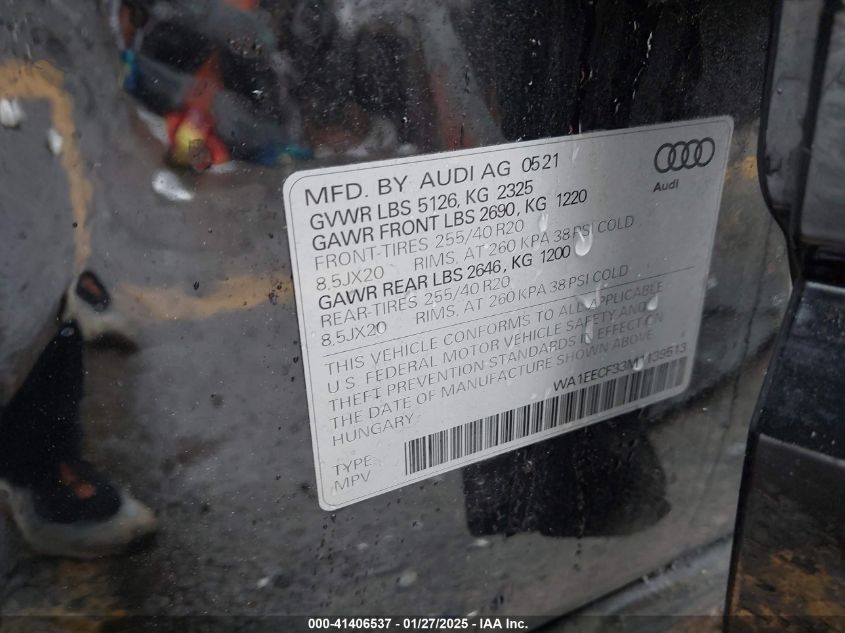 MFD. BY AUDI AG 0521
GVWR LBS 5126, KG 2325
GAWR FRONT LBS 2690, KG 1220
FRONT-TIRES 255/40 R20
8.5JX20 RIMS, AT 260 KPA 38 PSI COLD
GAWR REAR LBS 2646, KG 1200
REAR-TIRES 255/40 R20
8.5JX20 RIMS, AT 260 KPA 38 PSI COLD
THIS VEHICLE CONFORMS TO ALL APPLICABLE
U.S. FEDERAL MOTOR VEHICLE SAFETY AND
THEFT PREVENTION STANDARDS IN EFFECT ON
THE DATE OF MANUFACTURE SHOWN ABOVE
HUNGARY
TYPE:
MPV
Audi
000-41406537 - 01/27/2025 - IAA Inc.